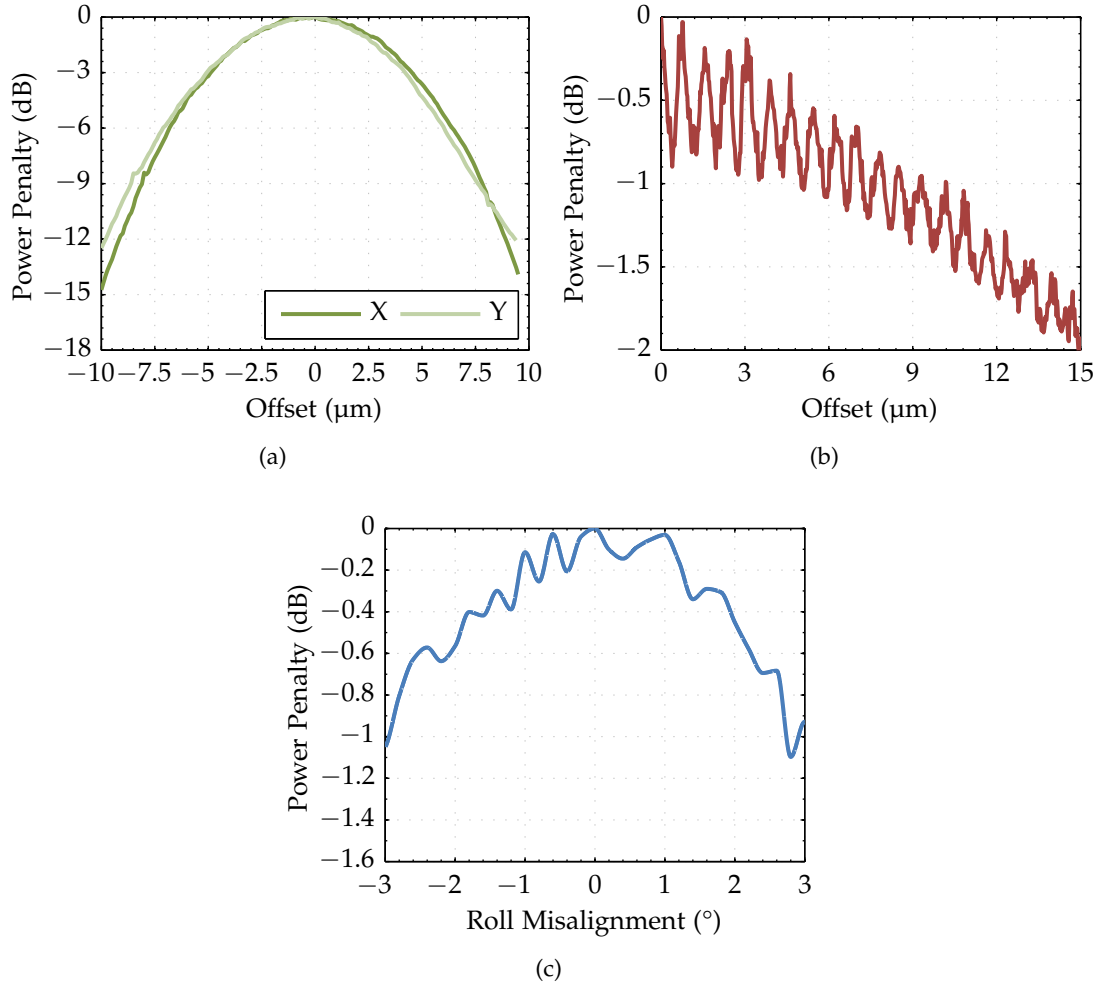 0
−3
−6
−9
−12
−15
−18
Power Penalty (dB)
X Y
−10 −7.5 −5 −2.5 0 2.5 5 7.5 10
Offset (µm)
(a)
0
−0.5
−1
−1.5
−2
Power Penalty (dB)
0 3 6 9 12 15
Offset (µm)
(b)
0
−0.2
−0.4
−0.6
−0.8
−1
−1.2
−1.4
−1.6
Power Penalty (dB)
−3 −2 −1 0 1 2 3
Roll Misalignment (°)
(c)